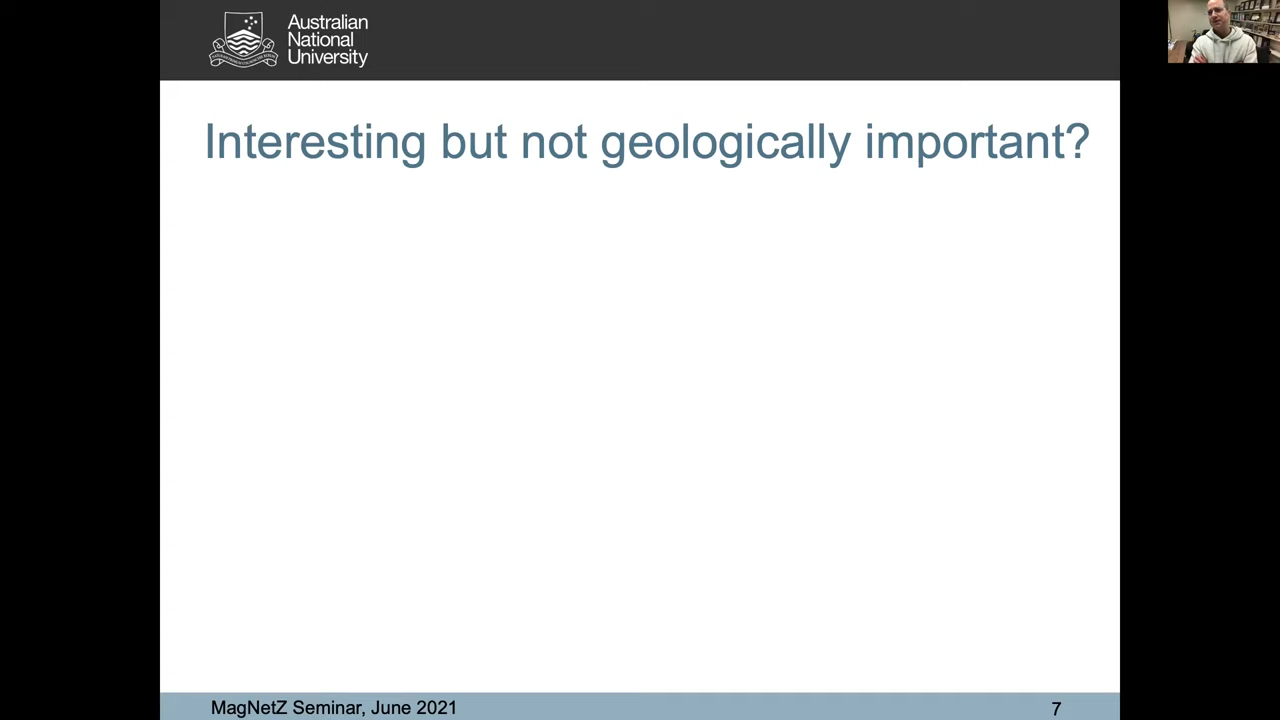 Australian
National
University
Interesting but not geologically important?
MagNetZ Seminar, June 2021
7